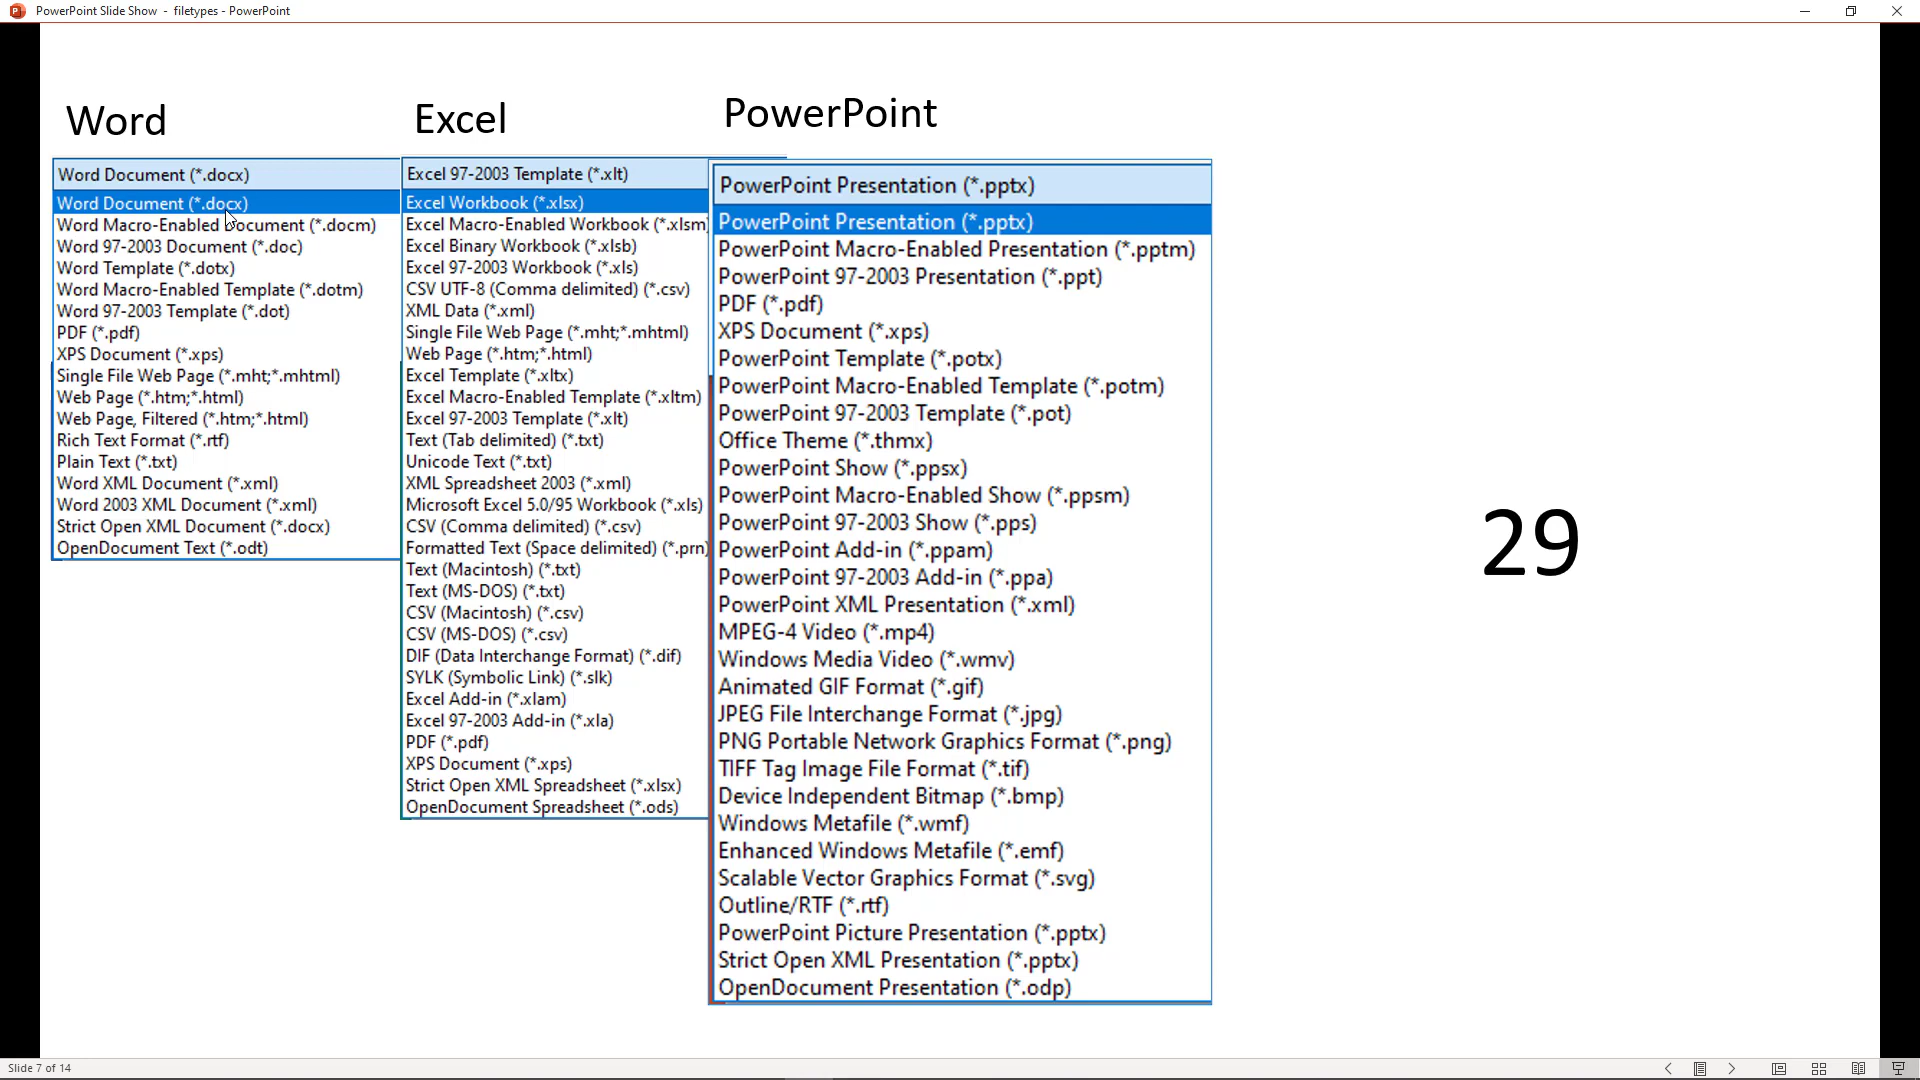 PowerPoint Slide Show - filetypes - PowerPoint
Word
Word Document (*.docx)
Word Document (*.docx)
Word Macro-Enabled Document (*.docm)
Word 97-2003 Document (*.doc)
Word Template (*.dotx)
Word Macro-Enabled Template (*.dotm)
Word 97-2003 Template (*.dot)
PDF (*.pdf)
XPS Document (*.xps)
Single File Web Page (*.mht;*.mhtml)
Web Page (*.htm;*.html)
Web Page, Filtered (*.htm;*.html)
Rich Text Format (*.rtf)
Plain Text (*.txt)
Word XML Document (*.xml)
Word 2003 XML Document (*.xml)
Strict Open XML Document (*.docx)
OpenDocument Text (*.odt)
Excel
Excel 97-2003 Template (*.xlt)
Excel Workbook (*.xlsx)
Excel Macro-Enabled Workbook (*.xlsm)
Excel Binary Workbook (*.xlsb)
Excel 97-2003 Workbook (*.xls)
CSV UTF-8 (Comma delimited) (*.csv)
XML Data (*.xml)
Single File Web Page (*.mht;*.mhtml)
Web Page (*.htm;*.html)
Excel Template (*.xltx)
Excel Macro-Enabled Template (*.xltm)
Excel 97-2003 Template (*.xlt)
Text (Tab delimited) (*.txt)
Unicode Text (*.txt)
XML Spreadsheet 2003 (*.xml)
Microsoft Excel 5.0/95 Workbook (*.xls)
CSV (Comma delimited) (*.csv)
Formatted Text (Space delimited) (*.prn)
Text (Macintosh) (*.txt)
Text (MS-DOS) (*.txt)
CSV (Macintosh) (*.csv)
CSV (MS-DOS) (*.csv)
DIF (Data Interchange Format) (*.dif)
SYLK (Symbolic Link) (*.slk)
Excel Add-in (*.xlam)
Excel 97-2003 Add-in (*.xla)
PDF (*.pdf)
XPS Document (*.xps)
Strict Open XML Spreadsheet (*.xlsx)
OpenDocument Spreadsheet (*.ods)
PowerPoint
PowerPoint Presentation (*.pptx)
PowerPoint Presentation (*.pptx)
PowerPoint Macro-Enabled Presentation (*.pptm)
PowerPoint 97-2003 Presentation (*.ppt)
PDF (*.pdf)
XPS Document (*.xps)
PowerPoint Template (*.potx)
PowerPoint Macro-Enabled Template (*.potm)
PowerPoint 97-2003 Template (*.pot)
Office Theme (*.thmx)
PowerPoint Show (*.ppsx)
PowerPoint Macro-Enabled Show (*.ppsm)
PowerPoint 97-2003 Show (*.pps)
PowerPoint Add-in (*.ppam)
PowerPoint 97-2003 Add-in (*.ppa)
PowerPoint XML Presentation (*.xml)
MPEG-4 Video (*.mp4)
Windows Media Video (*.wmv)
Animated GIF Format (*.gif)
JPEG File Interchange Format (*.jpg)
PNG Portable Network Graphics Format (*.png)
TIFF Tag Image File Format (*.tif)
Device Independent Bitmap (*.bmp)
Windows Metafile (*.wmf)
Enhanced Windows Metafile (*.emf)
Scalable Vector Graphics Format (*.svg)
Outline/RTF (*.rtf)
PowerPoint Picture Presentation (*.pptx)
Strict Open XML Presentation (*.pptx)
OpenDocument Presentation (*.odp)
29
Slide 7 of 14